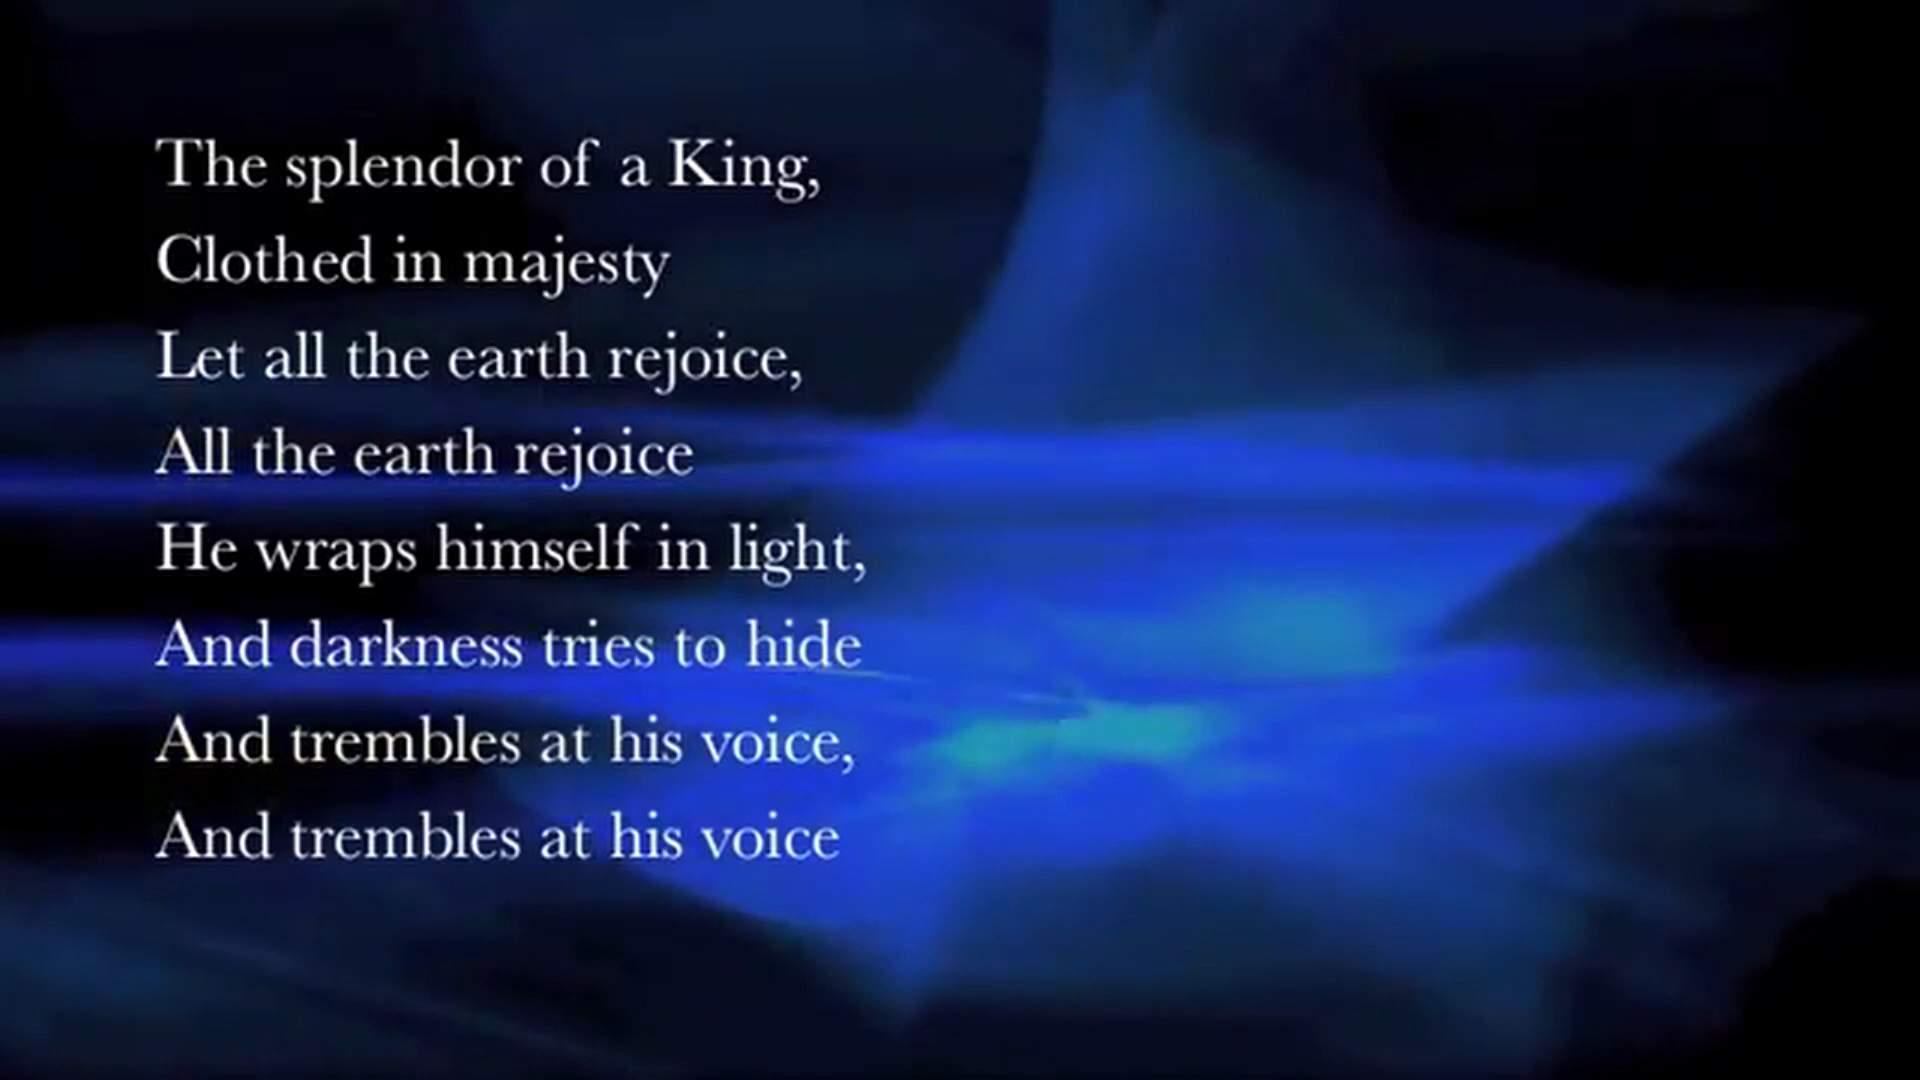 The splendor of a King,
Clothed in majesty
Let all the earth rejoice,
All the earth rejoice
He wraps himself in light,
And darkness tries to hide
And trembles at his voice,
And trembles at his voice